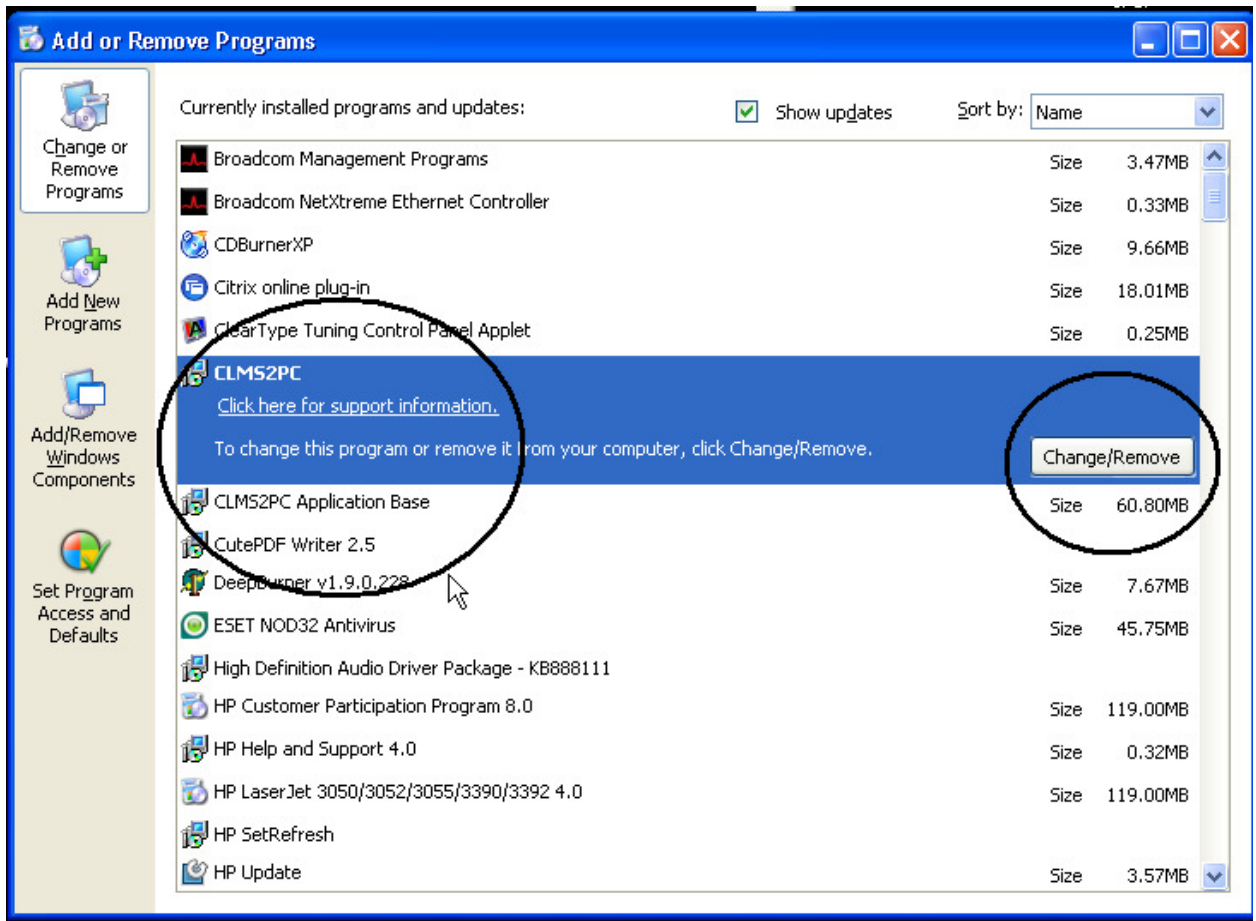 Add or Remove Programs
Change or
Remove
Programs
Add New
Programs
Add/Remove
Windows
Components
Set Program
Access and
Defaults
Currently installed programs and updates:
Show updates
Sort by: Name
Broadcom Management Programs Size 3.47MB
Broadcom NetXtreme Ethernet Controller Size 0.33MB
CDBurnerXP Size 9.66MB
Citrix online plug-in Size 18.01MB
ClearType Tuning Control Panel Applet Size 0.25MB
CLMS2PC
Click here for support information.
To change this program or remove it from your computer, click Change/Remove. Change/Remove
CLMS2PC Application Base Size 60.80MB
CutePDF Writer 2.5
DeepBurner v1.9.0.228 Size 7.67MB
ESET NOD32 Antivirus Size 45.75MB
High Definition Audio Driver Package - KB888111
HP Customer Participation Program 8.0 Size 119.00MB
HP Help and Support 4.0 Size 0.32MB
HP LaserJet 3050/3052/3055/3390/3392 4.0 Size 119.00MB
HP SetRefresh
HP Update Size 3.57MB